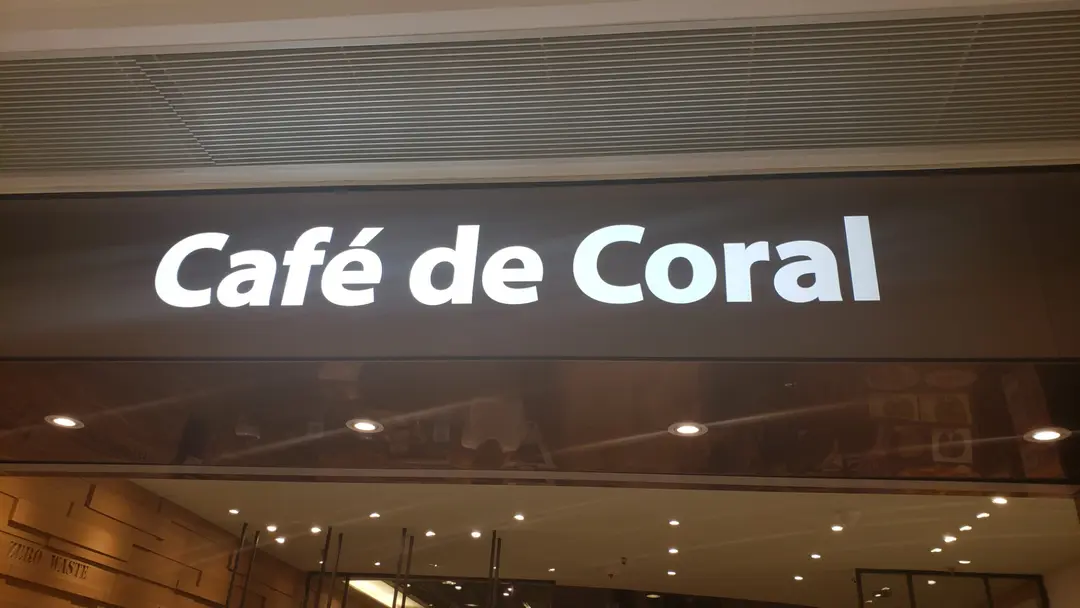 Café de Coral
ZERO WASTE